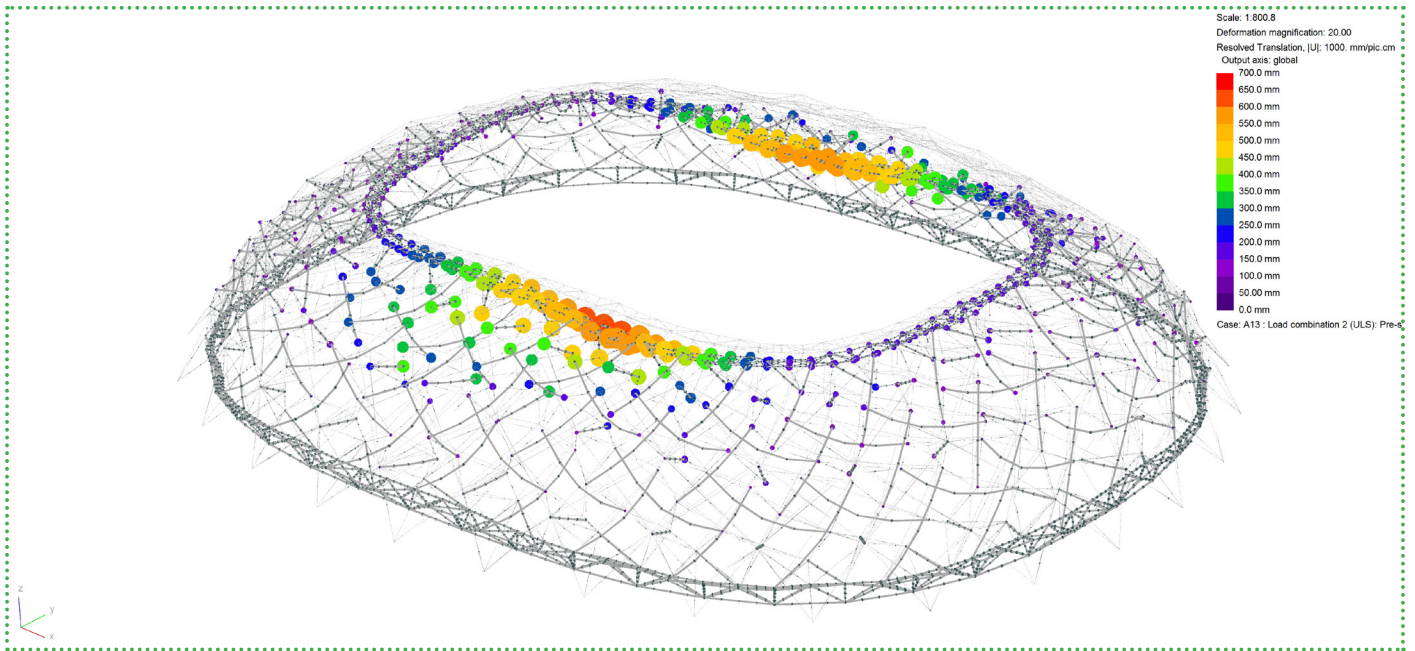 Scale: 1:800.8
Deformation magnification: 20.00
Resolved Translation, |U|: 1000. mm/pic.cm
Output axis: global
700.0 mm
650.0 mm
600.0 mm
550.0 mm
500.0 mm
450.0 mm
400.0 mm
350.0 mm
300.0 mm
250.0 mm
200.0 mm
150.0 mm
100.0 mm
50.00 mm
0.0 mm
Case: A13 : Load combination 2 (ULS): Pre-s
z
y
x